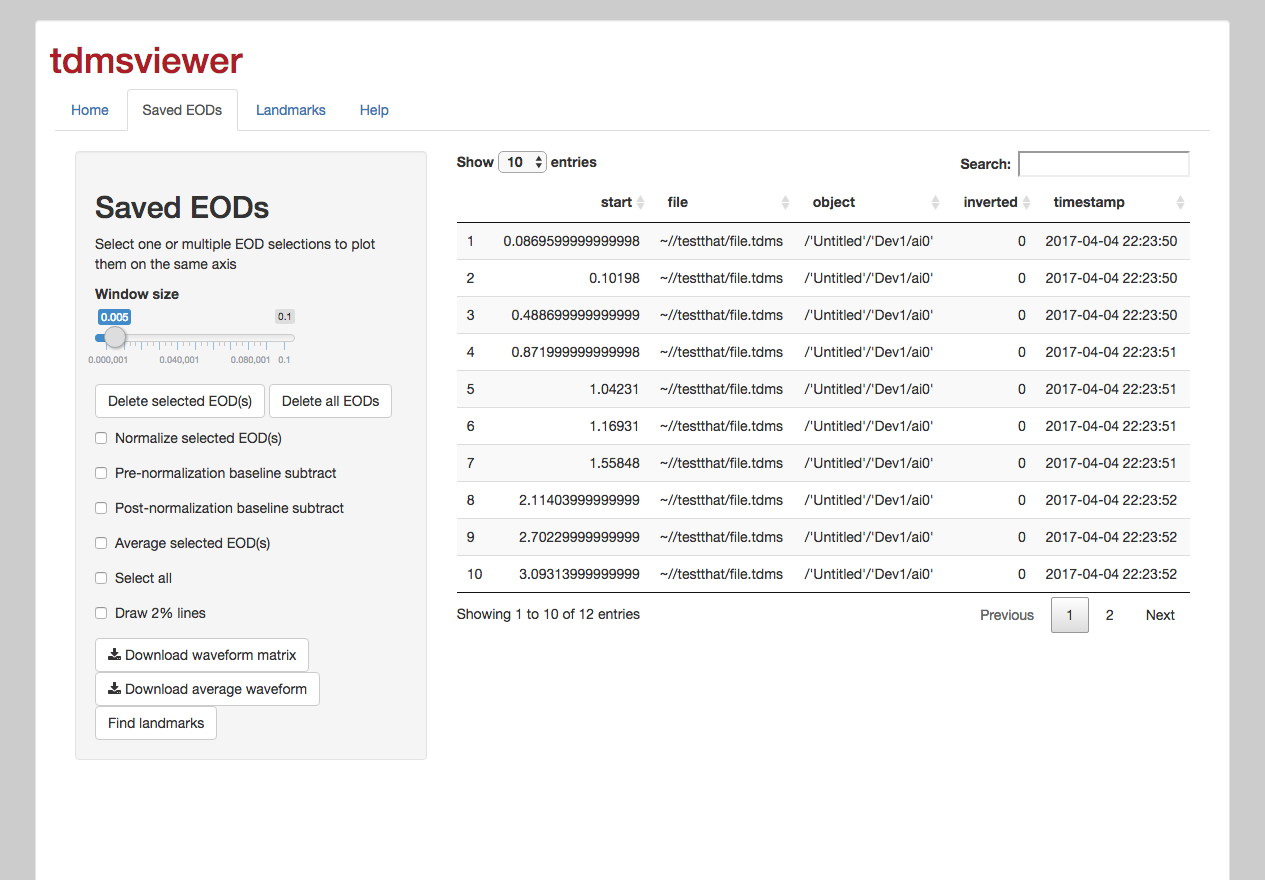 tdmsviewer
Home Saved EODs Landmarks Help
Saved EODs
Select one or multiple EOD selections to plot
them on the same axis
Window size
0.005 0.1
0.000,001 0.040,001 0.080,001 0.1
Delete selected EOD(s) Delete all EODs
Normalize selected EOD(s)
Pre-normalization baseline subtract
Post-normalization baseline subtract
Average selected EOD(s)
Select all
Draw 2% lines
Download waveform matrix
Download average waveform
Find landmarks
Show 10 entries Search:
start file object inverted timestamp
1 0.0869599999999998 ~//testthat/file.tdms /'Untitled'/'Dev1/ai0' 0 2017-04-04 22:23:50
2 0.10198 ~//testthat/file.tdms /'Untitled'/'Dev1/ai0' 0 2017-04-04 22:23:50
3 0.488699999999999 ~//testthat/file.tdms /'Untitled'/'Dev1/ai0' 0 2017-04-04 22:23:50
4 0.871999999999998 ~//testthat/file.tdms /'Untitled'/'Dev1/ai0' 0 2017-04-04 22:23:51
5 1.04231 ~//testthat/file.tdms /'Untitled'/'Dev1/ai0' 0 2017-04-04 22:23:51
6 1.16931 ~//testthat/file.tdms /'Untitled'/'Dev1/ai0' 0 2017-04-04 22:23:51
7 1.55848 ~//testthat/file.tdms /'Untitled'/'Dev1/ai0' 0 2017-04-04 22:23:51
8 2.11403999999999 ~//testthat/file.tdms /'Untitled'/'Dev1/ai0' 0 2017-04-04 22:23:52
9 2.70229999999999 ~//testthat/file.tdms /'Untitled'/'Dev1/ai0' 0 2017-04-04 22:23:52
10 3.09313999999999 ~//testthat/file.tdms /'Untitled'/'Dev1/ai0' 0 2017-04-04 22:23:52
Showing 1 to 10 of 12 entries Previous 1 2 Next